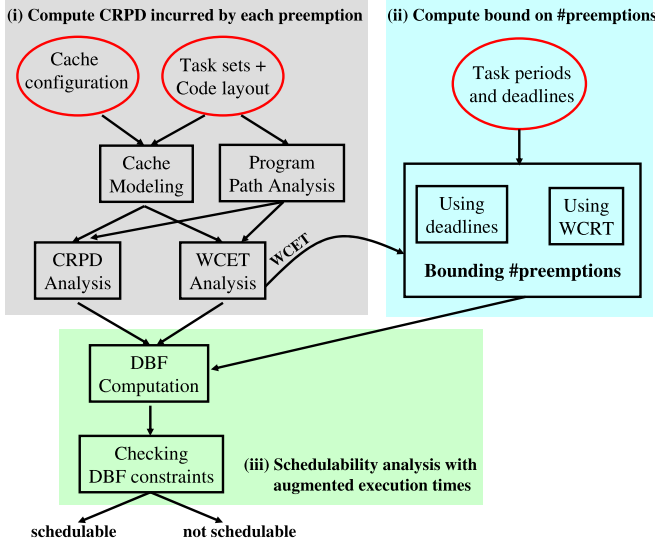 (i) Compute CRPD incurred by each preemption
Cache
configuration
Task sets +
Code layout
Cache
Modeling
Program
Path Analysis
CRPD
Analysis
WCET
Analysis
WCET
(ii) Compute bound on #preemptions
Task periods
and deadlines
Using
deadlines
Using
WCRT
Bounding #preemptions
DBF
Computation
Checking
DBF constraints
(iii) Schedulability analysis with
augmented execution times
schedulable
not schedulable